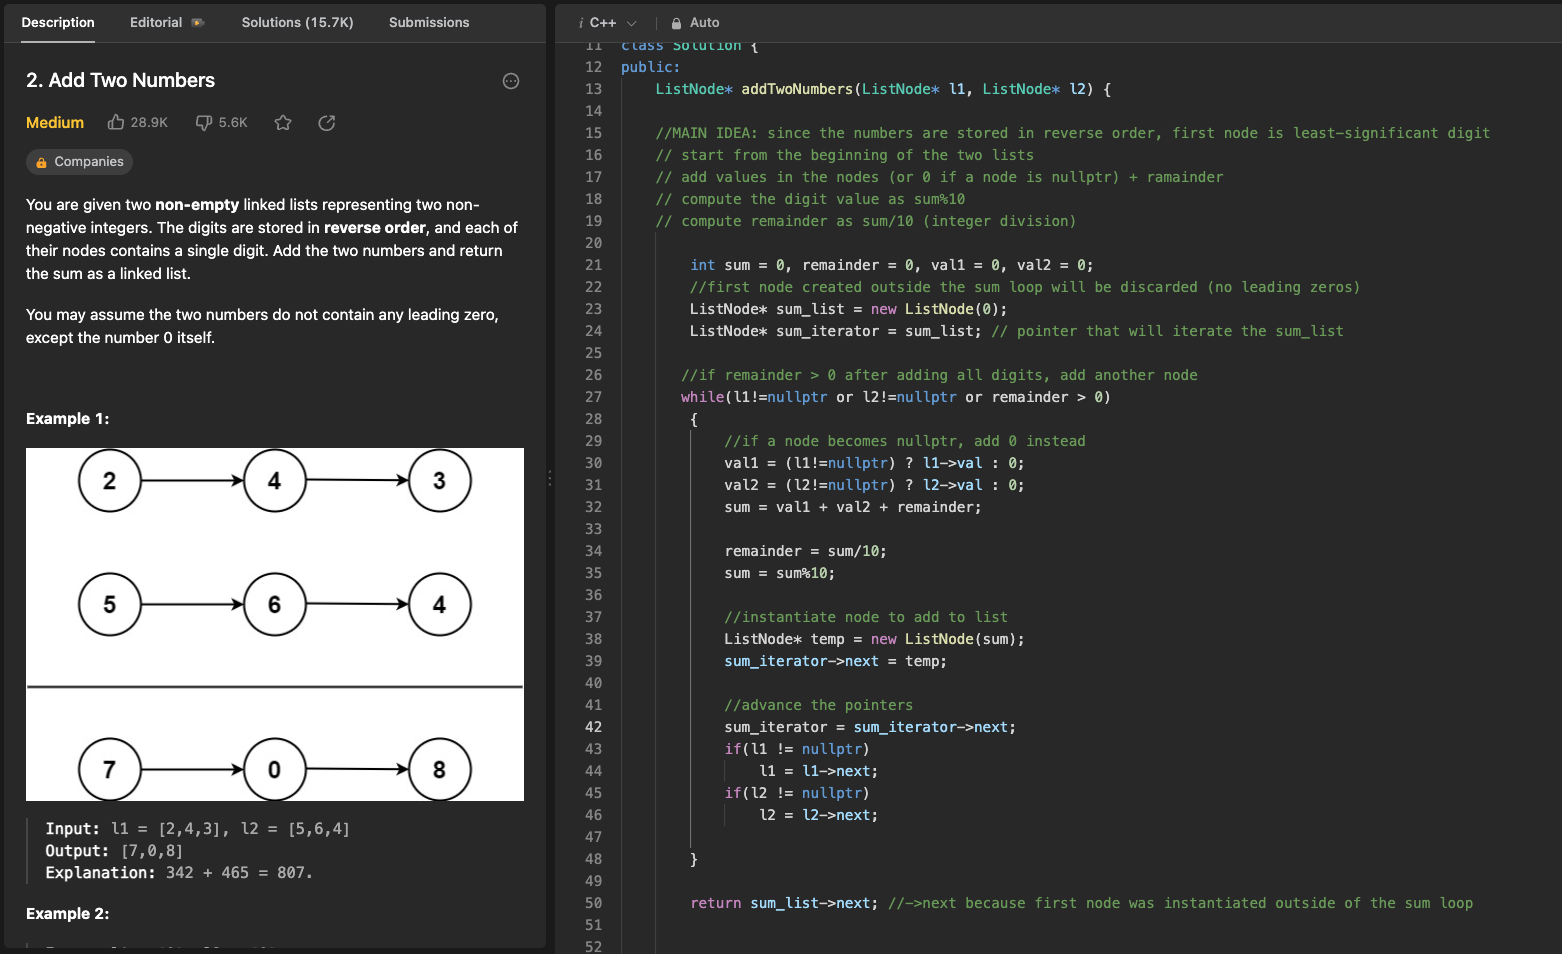 Description
Editorial
Solutions (15.7K)
Submissions
2. Add Two Numbers
Medium
28.9K
5.6K
Companies
You are given two non-empty linked lists representing two non-
negative integers. The digits are stored in reverse order, and each of
their nodes contains a single digit. Add the two numbers and return
the sum as a linked list.
You may assume the two numbers do not contain any leading zero,
except the number 0 itself.
Example 1:
2 4 3
5 6 4
7 0 8
Input: l1 = [2,4,3], l2 = [5,6,4]
Output: [7,0,8]
Explanation: 342 + 465 = 807.
Example 2:
i C++
Auto
11 class Solution {
12 public:
13 ListNode* addTwoNumbers(ListNode* l1, ListNode* l2) {
14
15 //MAIN IDEA: since the numbers are stored in reverse order, first node is least-significant digit
16 // start from the beginning of the two lists
17 // add values in the nodes (or 0 if a node is nullptr) + ramainder
18 // compute the digit value as sum%10
19 // compute remainder as sum/10 (integer division)
20
21 int sum = 0, remainder = 0, val1 = 0, val2 = 0;
22 //first node created outside the sum loop will be discarded (no leading zeros)
23 ListNode* sum_list = new ListNode(0);
24 ListNode* sum_iterator = sum_list; // pointer that will iterate the sum_list
25
26 //if remainder > 0 after adding all digits, add another node
27 while(l1!=nullptr or l2!=nullptr or remainder > 0)
28 {
29 //if a node becomes nullptr, add 0 instead
30 val1 = (l1!=nullptr) ? l1->val : 0;
31 val2 = (l2!=nullptr) ? l2->val : 0;
32 sum = val1 + val2 + remainder;
33
34 remainder = sum/10;
35 sum = sum%10;
36
37 //instantiate node to add to list
38 ListNode* temp = new ListNode(sum);
39 sum_iterator->next = temp;
40
41 //advance the pointers
42 sum_iterator = sum_iterator->next;
43 if(l1 != nullptr)
44 l1 = l1->next;
45 if(l2 != nullptr)
46 l2 = l2->next;
47
48 }
49
50 return sum_list->next; //->next because first node was instantiated outside of the sum loop
51
52